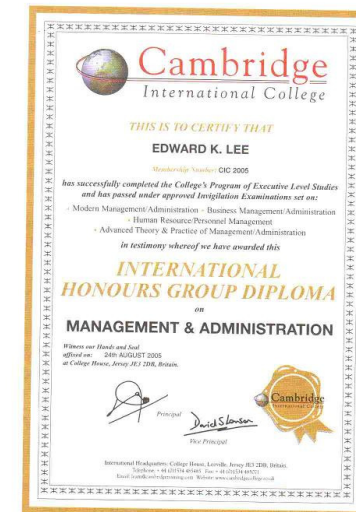 Cambridge
International College
THIS IS TO CERTIFY THAT
EDWARD K. LEE
Membership Number: CIC 2005
has successfully completed the College's Program of Executive Level Studies
and has passed under approved Invigilation Examinations set on:
- Modern Management/Administration - Business Management/Administration
- Human Resource/Personnel Management
- Advanced Theory & Practice of Management/Administration
in testimony whereof we have awarded this
INTERNATIONAL
HONOURS GROUP DIPLOMA
on
MANAGEMENT & ADMINISTRATION
Witness our Hands and Seal
affixed on: 24th AUGUST 2005
at College House, Jersey JE3 2DB, Britain.
Principal
Vice Principal
Cambridge
International College
International Headquarters: College House, Leoville, Jersey JE3 2DB, Britain.